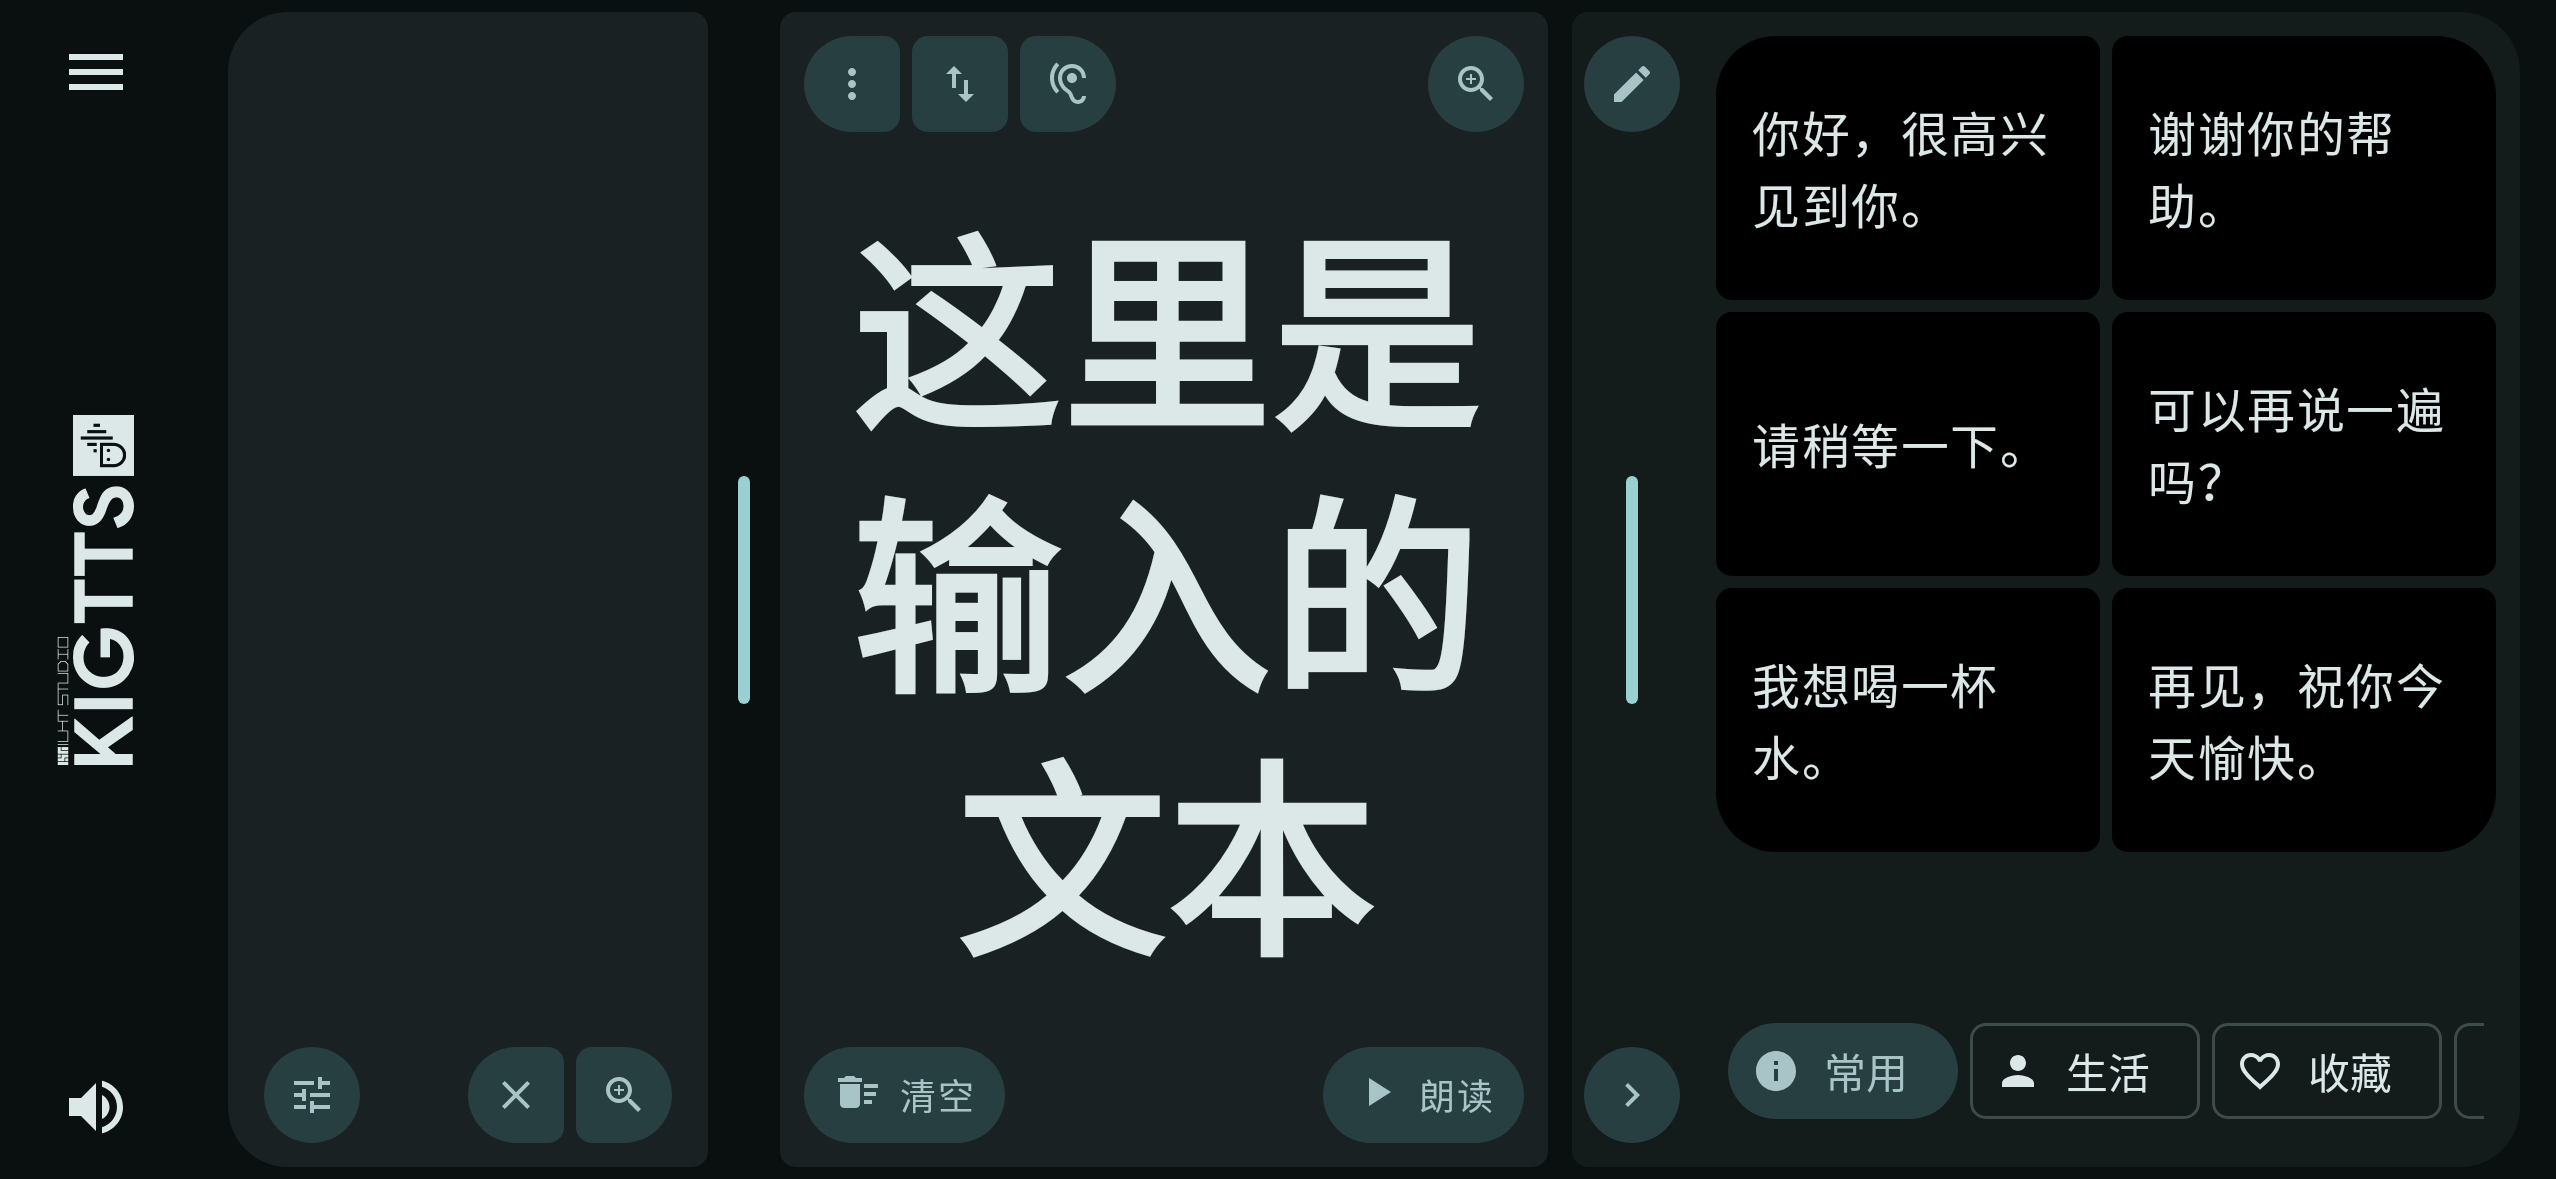 KIGTTS
这里是
输入的
文本
清空
朗读
你好，很高兴
见到你。
谢谢你的帮
助。
请稍等一下。
可以再说一遍
吗？
我想喝一杯
水。
再见，祝你今
天愉快。
常用
生活
收藏